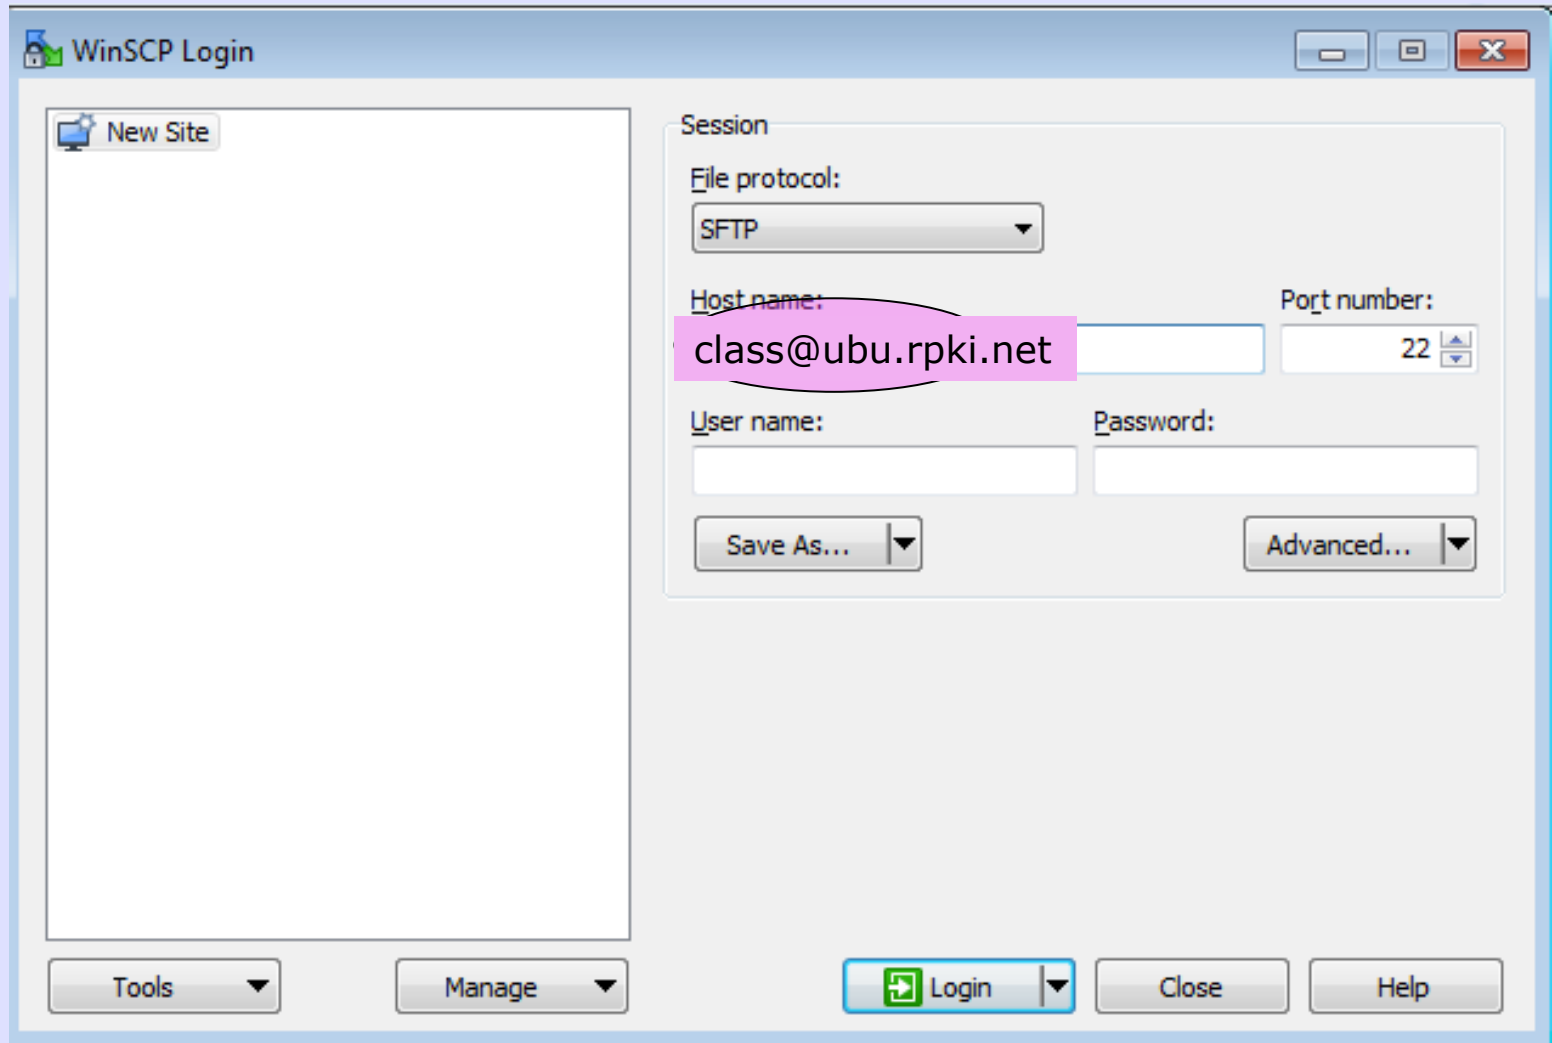 WinSCP Login
New Site
Session
File protocol:
SFTP
Host name:
Port number:
class@ubu.rpki.net
22
User name:
Password:
Save As...
Advanced...
Tools
Manage
Login
Close
Help